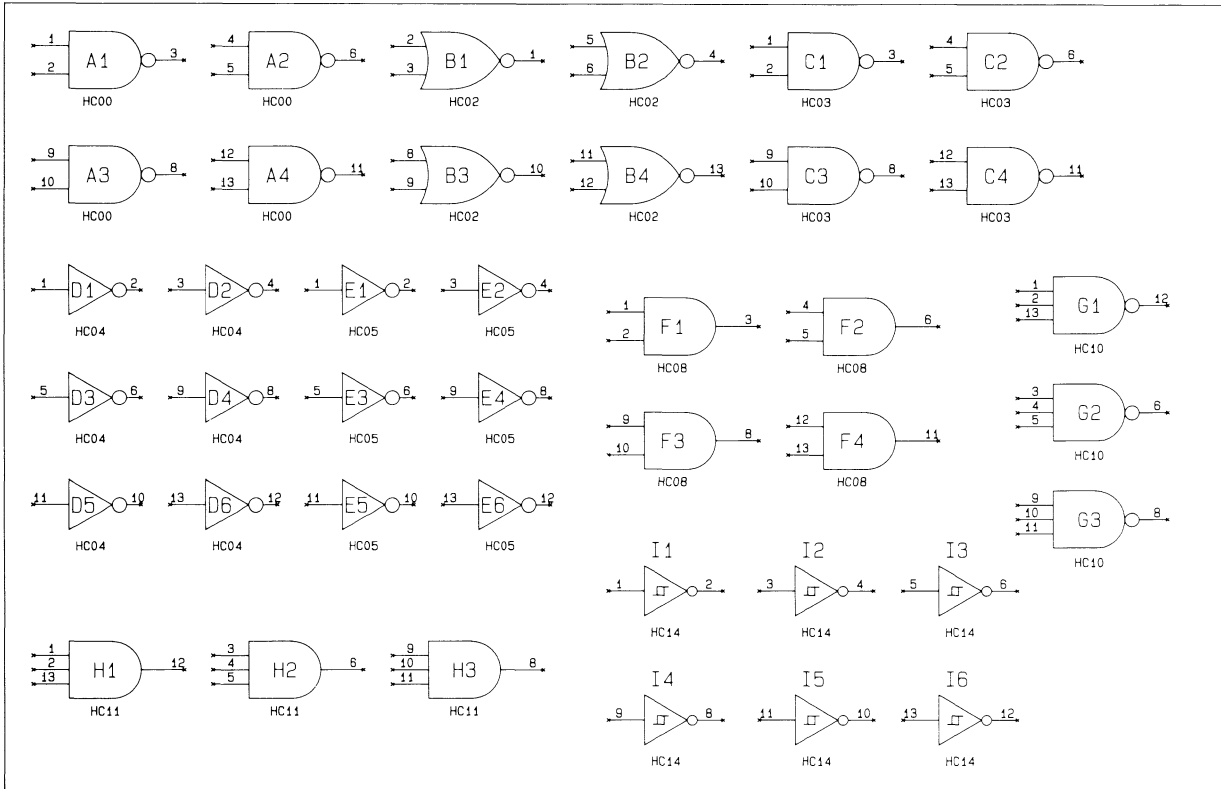 1 A1 3 4 A2 6 2 B1 1 5 B2 4 1 C1 3 4 C2 6
2 5 3 6 2 5
HC00 HC00 HC02 HC02 HC03 HC03
9 A3 8 12 A4 11 8 B3 10 11 B4 13 9 C3 8 12 C4 11
10 13 9 12 10 13
HC00 HC00 HC02 HC02 HC03 HC03
1 D1 2 3 D2 4 1 E1 2 3 E2 4
HC04 HC04 HC05 HC05
1 F1 3 4 F2 6
2 5
HC08 HC08
1 G1 12
2
13
HC10
5 D3 6 9 D4 8 5 E3 6 9 E4 8
HC04 HC04 HC05 HC05
3 G2 6
4
5
HC10
9 F3 8 12 F4 11
10 13
HC08 HC08
11 D5 10 13 D6 12 11 E5 10 13 E6 12
HC04 HC04 HC05 HC05
9 G3 8
10
11
HC10
I1 I2 I3
1 2 3 4 5 6
HC14 HC14 HC14
1 H1 12 3 H2 6 9 H3 8
2 4 10
13 5 11
HC11 HC11 HC11
I4 I5 I6
9 8 11 10 13 12
HC14 HC14 HC14